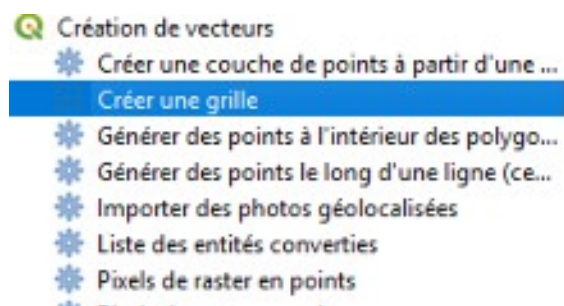 Création de vecteurs
Créer une couche de points à partir d'une ...
Créer une grille
Générer des points à l'intérieur des polygo...
Générer des points le long d'une ligne (ce...
Importer des photos géolocalisées
Liste des entités converties
Pixels de raster en points